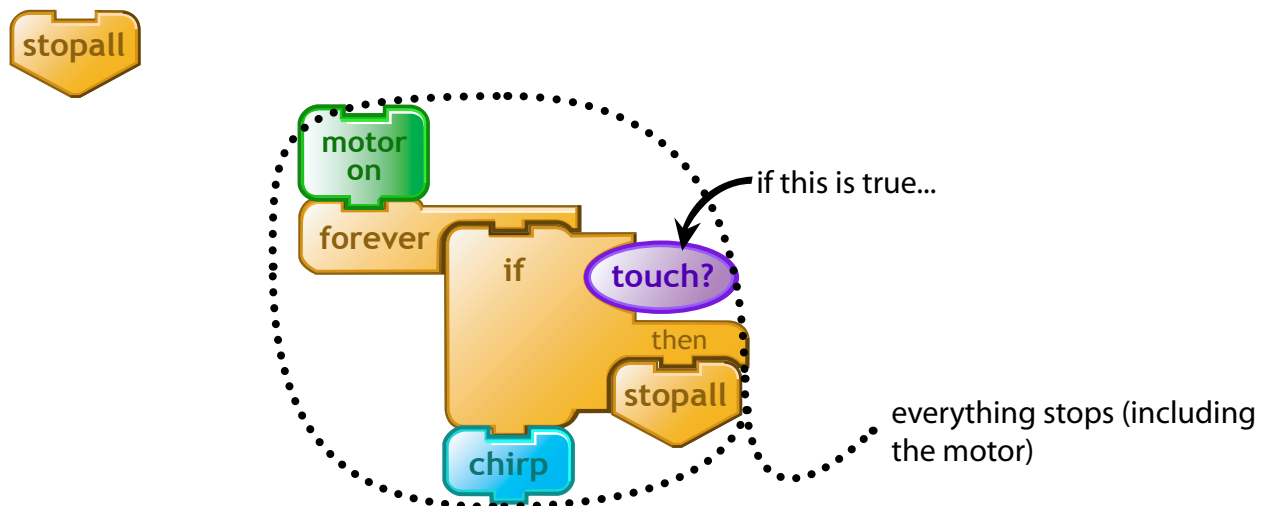 stopall
motor
on
if this is true...
forever
if
touch?
then
stopall
everything stops (including
the motor)
chirp